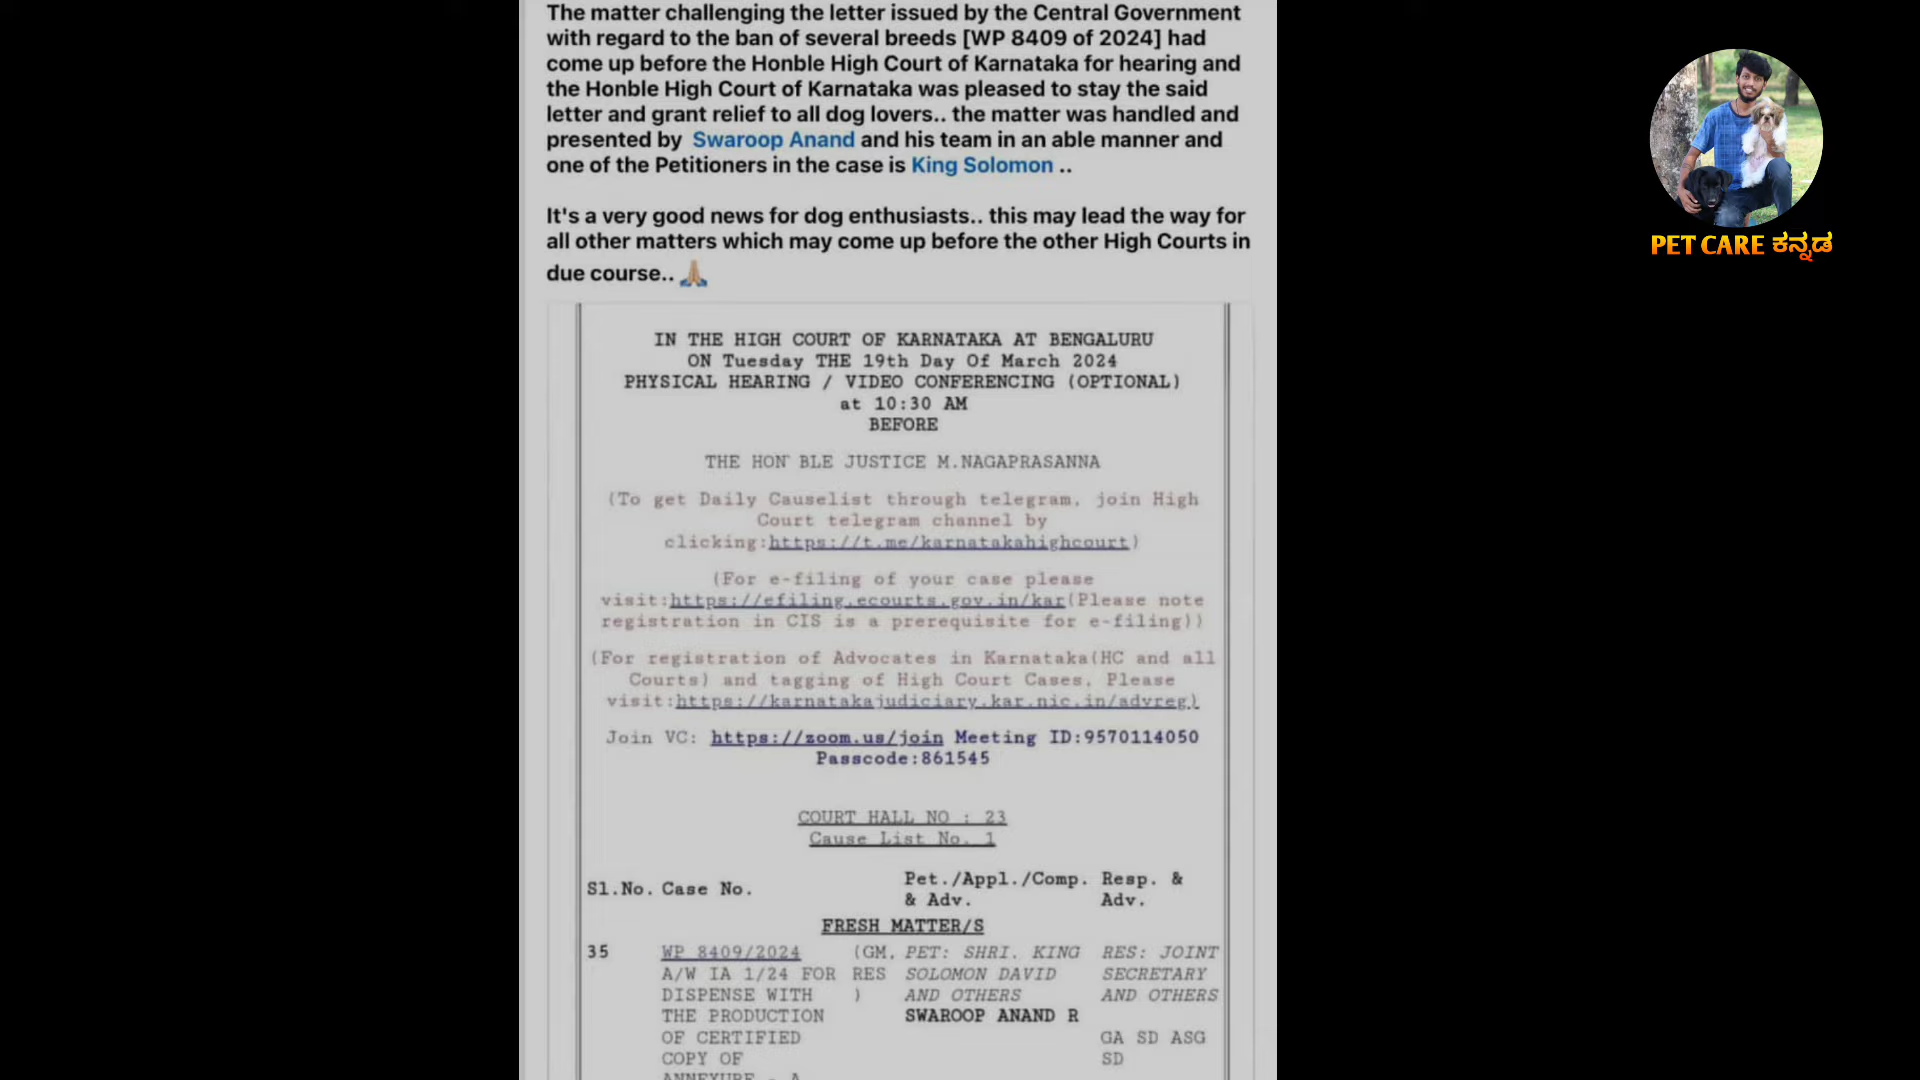 The matter challenging the letter issued by the Central Government
with regard to the ban of several breeds [WP 8409 of 2024] had
come up before the Honble High Court of Karnataka for hearing and
the Honble High Court of Karnataka was pleased to stay the said
letter and grant relief to all dog lovers.. the matter was handled and
presented by Swaroop Anand and his team in an able manner and
one of the Petitioners in the case is King Solomon ..
It's a very good news for dog enthusiasts.. this may lead the way for
all other matters which may come up before the other High Courts in
due course.. 🙏🏼
PET CARE ಕನ್ನಡ
IN THE HIGH COURT OF KARNATAKA AT BENGALURU
ON Tuesday THE 19th Day Of March 2024
PHYSICAL HEARING / VIDEO CONFERENCING (OPTIONAL)
at 10:30 AM
BEFORE
THE HON'BLE JUSTICE M.NAGAPRASANNA
(To get Daily Causelist through telegram, join High
Court telegram channel by
clicking:https://t.me/karnatakahighcourt)
(For e-filing of your case please
visit:https://efiling.ecourts.gov.in/kar(Please note
registration in CIS is a prerequisite for e-filing))
(For registration of Advocates in Karnataka(HC and all
Courts) and tagging of High Court Cases, Please
visit:https://karnatakajudiciary.kar.nic.in/advreg)
Join VC: https://zoom.us/join Meeting ID:9570114050
Passcode:861545
COURT HALL NO : 23
Cause List No. 1
Sl.No. Case No. Pet./Appl./Comp. & Adv. Resp. & Adv.
FRESH MATTER/S
35 WP 8409/2024 (GM, PET: SHRI. KING RES: JOINT
A/W IA 1/24 FOR RES SOLOMON DAVID SECRETARY
DISPENSE WITH ) AND OTHERS AND OTHERS
THE PRODUCTION SWAROOP ANAND R
OF CERTIFIED GA SD ASG
COPY OF SD
ANNEXURE - A